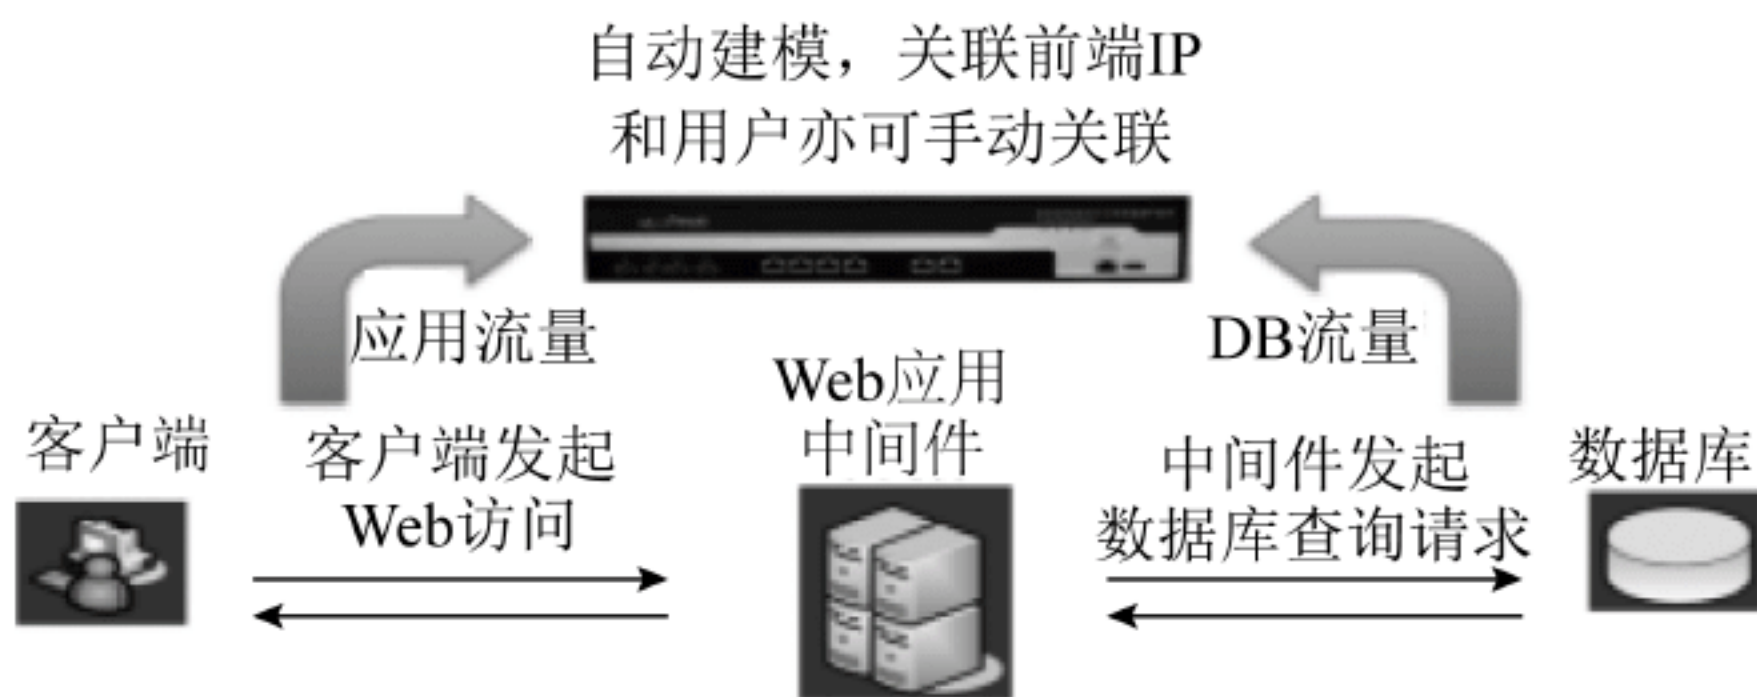 自动建模，关联前端IP
和用户亦可手动关联
应用流量
DB流量
Web应用
中间件
客户端
客户端发起
Web访问
中间件发起
数据库查询请求
数据库